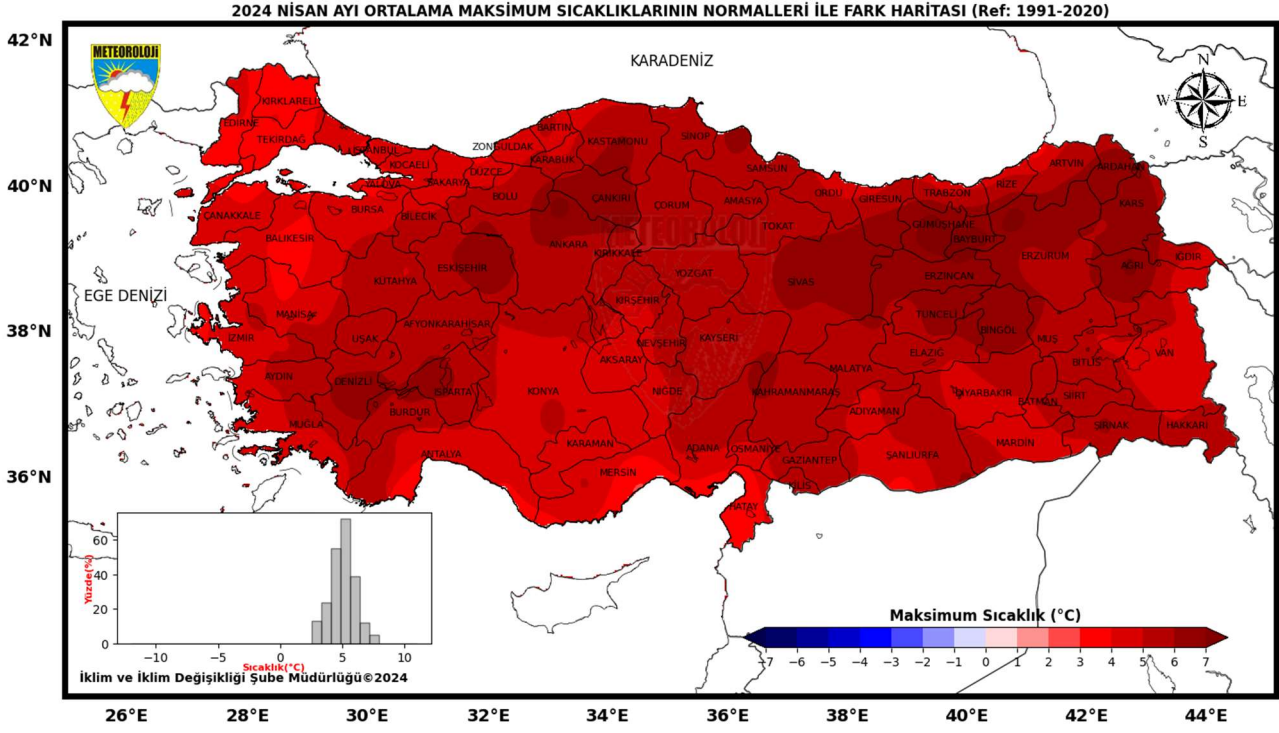 2024 NİSAN AYI ORTALAMA MAKSİMUM SICAKLIKLARININ NORMALLERİ İLE FARK HARİTASI (Ref: 1991-2020)
42°N
METEOROLOJİ
KARADENİZ
N
W E
S
KIRKLARELİ
EDİRNE
TEKİRDAĞ
İSTANBUL
KOCAELİ
YALOVA
SAKARYA
DÜZCE
ZONGULDAK
BARTIN
KARABÜK
KASTAMONU
SİNOP
SAMSUN
ORDU
GİRESUN
TRABZON
RİZE
ARTVİN
ARDAHAN
40°N
ÇANAKKALE
BURSA
BİLECİK
BOLU
ÇANKIRI
ÇORUM
AMASYA
TOKAT
GÜMÜŞHANE
BAYBURT
KARS
BALIKESİR
ESKİŞEHİR
ANKARA
KIRIKKALE
METEOROLOJİ
ERZURUM
IĞDIR
AĞRI
EGE DENİZİ
KÜTAHYA
KIRŞEHİR
YOZGAT
SİVAS
ERZİNCAN
38°N
MANİSA
İZMİR
UŞAK
AFYONKARAHİSAR
NEVŞEHİR
KAYSERİ
TUNCELİ
BİNGÖL
MUŞ
BİTLİS
VAN
AKSARAY
ELAZIĞ
MALATYA
AYDIN
DENİZLİ
ISPARTA
KONYA
NİĞDE
KAHRAMANMARAŞ
DİYARBAKIR
BATMAN
SİİRT
MUĞLA
BURDUR
ADIYAMAN
ŞIRNAK
HAKKARİ
36°N
ANTALYA
KARAMAN
MERSİN
ADANA
OSMANİYE
GAZİANTEP
KİLİS
ŞANLIURFA
MARDİN
HATAY
Yüzde(%)
60
40
20
0
−10 −5 0 5 10
Sıcaklık(°C)
İklim ve İklim Değişikliği Şube Müdürlüğü©2024
Maksimum Sıcaklık (°C)
−7 −6 −5 −4 −3 −2 −1 0 1 2 3 4 5 6 7
26°E 28°E 30°E 32°E 34°E 36°E 38°E 40°E 42°E 44°E